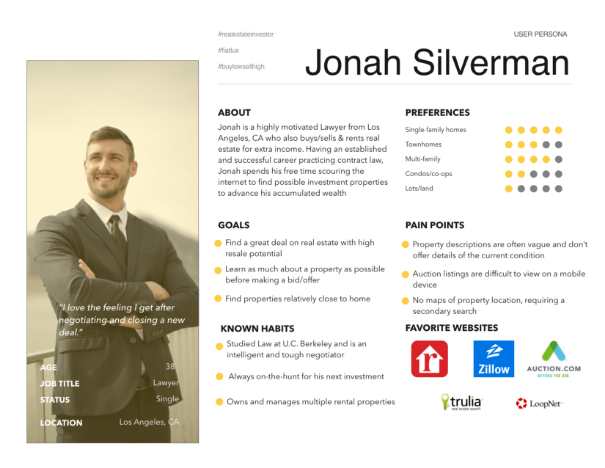 #realestateinvestor
#fiatlux
#buylowsellhigh
USER PERSONA
Jonah Silverman
ABOUT
Jonah is a highly motivated Lawyer from Los
Angeles, CA who also buys/sells & rents real
estate for extra income. Having an established
and successful career practicing contract law,
Jonah spends his free time scouring the
internet to find possible investment properties
to advance his accumulated wealth
PREFERENCES
Single-family homes
Townhomes
Multi-family
Condos/co-ops
Lots/land
GOALS
Find a great deal on real estate with high
resale potential
Learn as much about a property as possible
before making a bid/offer
Find properties relatively close to home
PAIN POINTS
Property descriptions are often vague and don't
offer details of the current condition
Auction listings are difficult to view on a mobile
device
No maps of property location, requiring a
secondary search
KNOWN HABITS
Studied Law at U.C. Berkeley and is an
intelligent and tough negotiator
Always on-the-hunt for his next investment
Owns and manages multiple rental properties
FAVORITE WEBSITES
r
Zillow
AUCTION.COM
BEYOND THE BID.
trulia
real estate search
LoopNet
"I love the feeling I get after
negotiating and closing a new
deal."
AGE 38
JOB TITLE Lawyer
STATUS Single
LOCATION Los Angeles, CA